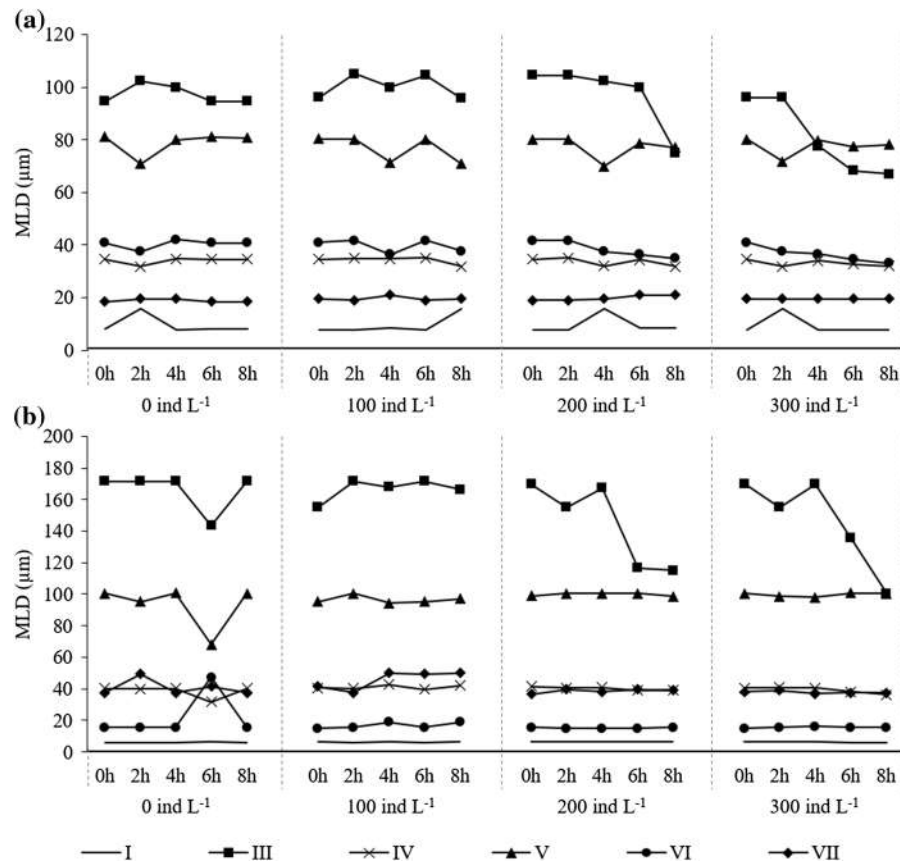 (a)
120
100
80
60
40
20
0
MLD (µm)
0h 2h 4h 6h 8h 0h 2h 4h 6h 8h 0h 2h 4h 6h 8h 0h 2h 4h 6h 8h
0 ind L⁻¹ 100 ind L⁻¹ 200 ind L⁻¹ 300 ind L⁻¹
(b)
200
180
160
140
120
100
80
60
40
20
0
MLD (µm)
0h 2h 4h 6h 8h 0h 2h 4h 6h 8h 0h 2h 4h 6h 8h 0h 2h 4h 6h 8h
0 ind L⁻¹ 100 ind L⁻¹ 200 ind L⁻¹ 300 ind L⁻¹
I III IV V VI VII